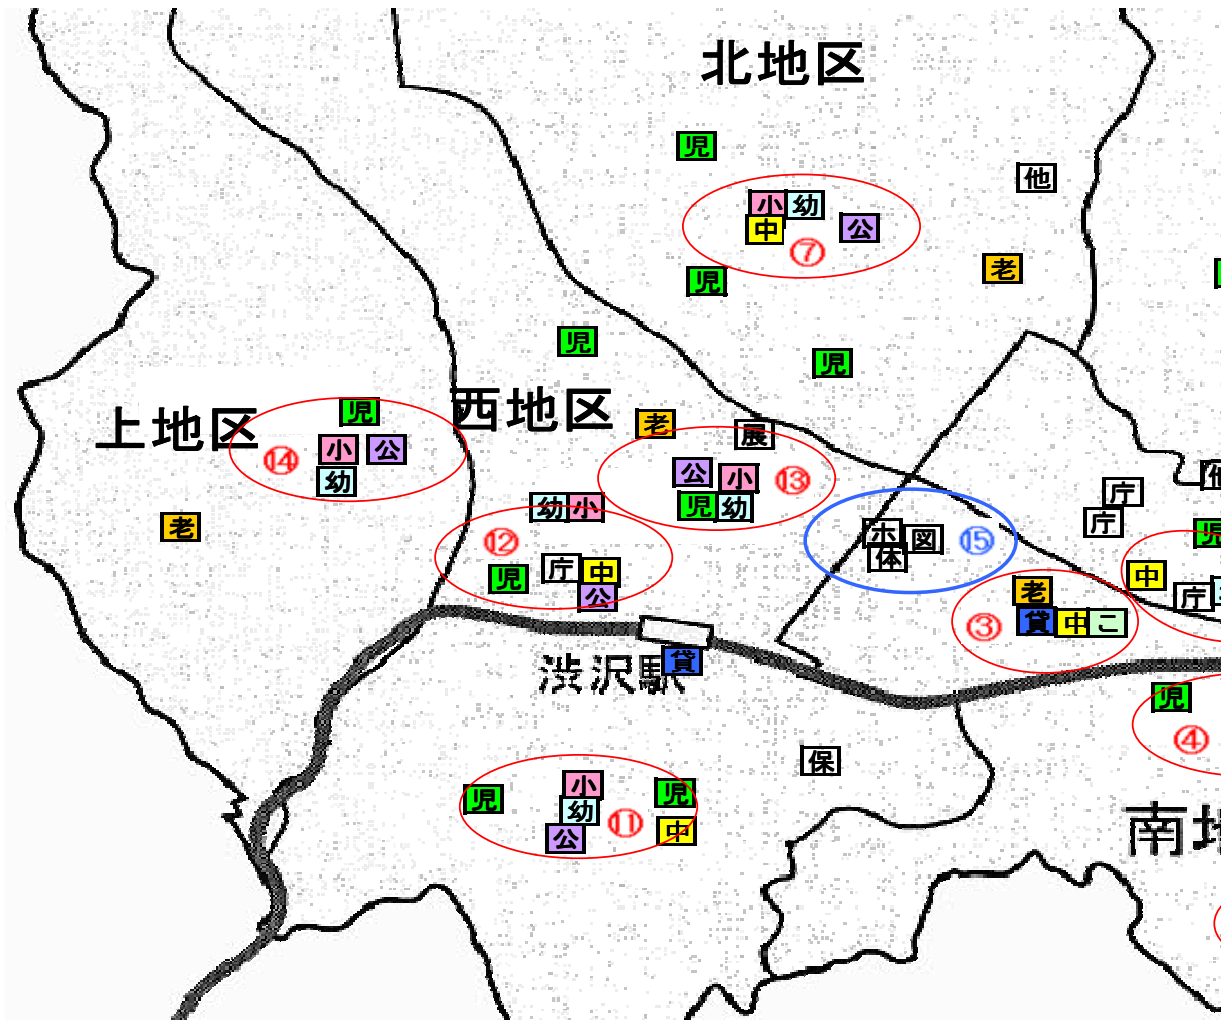 北地区
児
他
小 幼
中 公
⑦
老
児
児
児
上地区
児
小 公
⑭
幼
老
西地区
老
展
公 小 ⑬
児 幼
幼 小
⑫
庁 中
児
公
ホ 図 ⑮
体
庁
庁
児
中
庁
老
③ 貸 中 こ
渋沢駅
貸
児
④
保
小
児 幼 児
公 ⑪ 中
南地